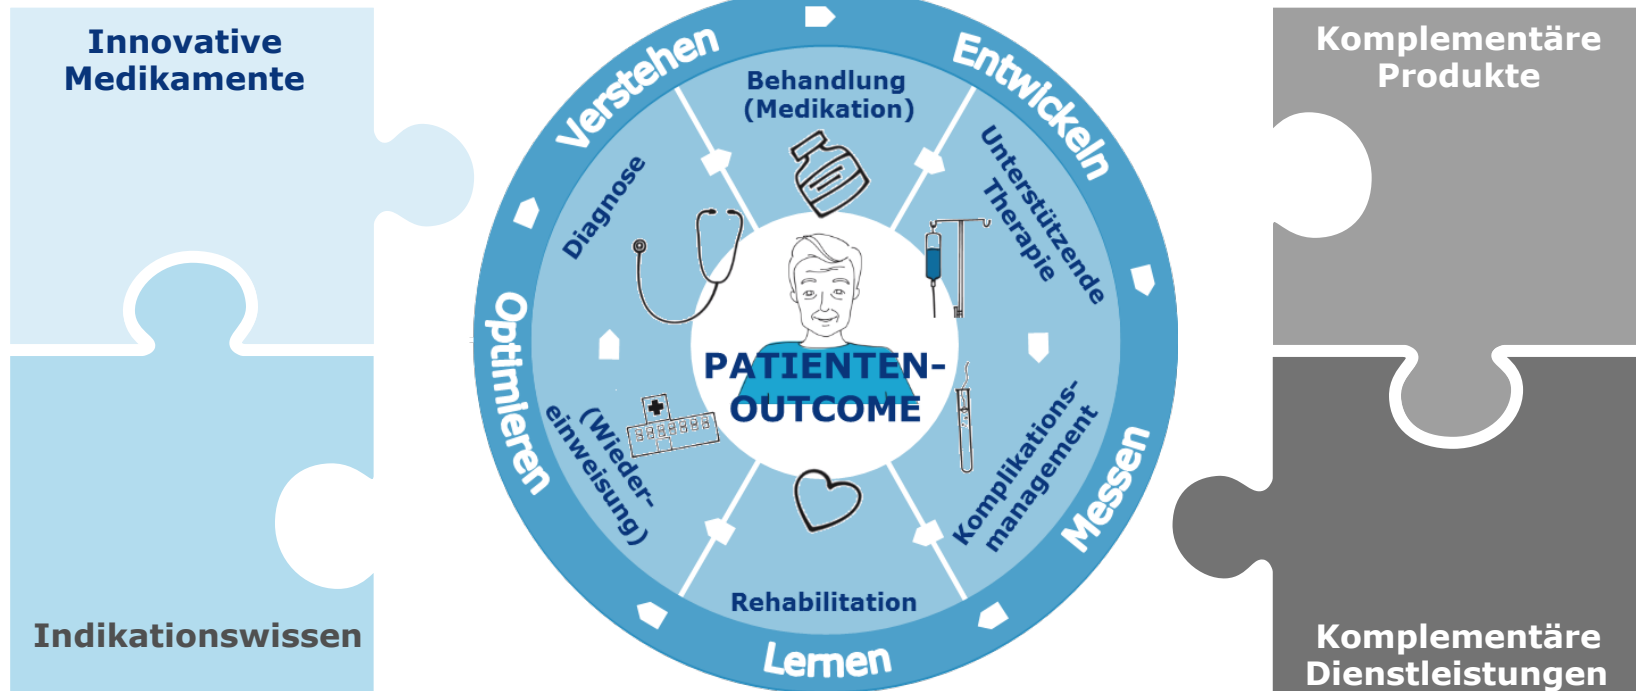 Innovative
Medikamente
Indikationswissen
Verstehen
Entwickeln
Messen
Lernen
Optimieren
Behandlung
(Medikation)
Unterstützende
Therapie
Komplikations-
management
Rehabilitation
(Wieder-
einweisung)
Diagnose
PATIENTEN-
OUTCOME
Komplementäre
Produkte
Komplementäre
Dienstleistungen